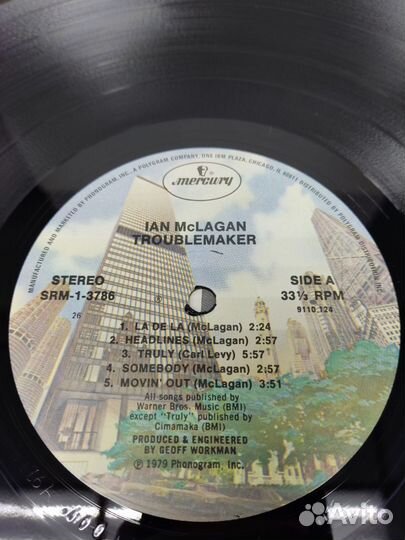 MANUFACTURED AND MARKETED BY PHONOGRAM, INC., A POLYGRAM COMPANY, ONE IBM PLAZA, CHICAGO, IL 60611 DISTRIBUTED BY POLYGRAM DISTRIBUTION, INC.
mercury
IAN McLAGAN
TROUBLEMAKER
STEREO
SRM-1-3786
SIDE A
33⅓ RPM
9110 124
26
1. LA DE LA (McLagan) 2:24
2. HEADLINES (McLagan) 2:57
3. TRULY (Carl Levy) 5:57
4. SOMEBODY (McLagan) 5:32
5. MOVIN' OUT (McLagan) 3:51
All songs published by
Warner Bros. Music (BMI)
except "Truly" published by
Cimamaka (BMI)
PRODUCED & ENGINEERED
BY GEOFF WORKMAN
Ⓟ 1979 Phonogram, Inc.
Avito